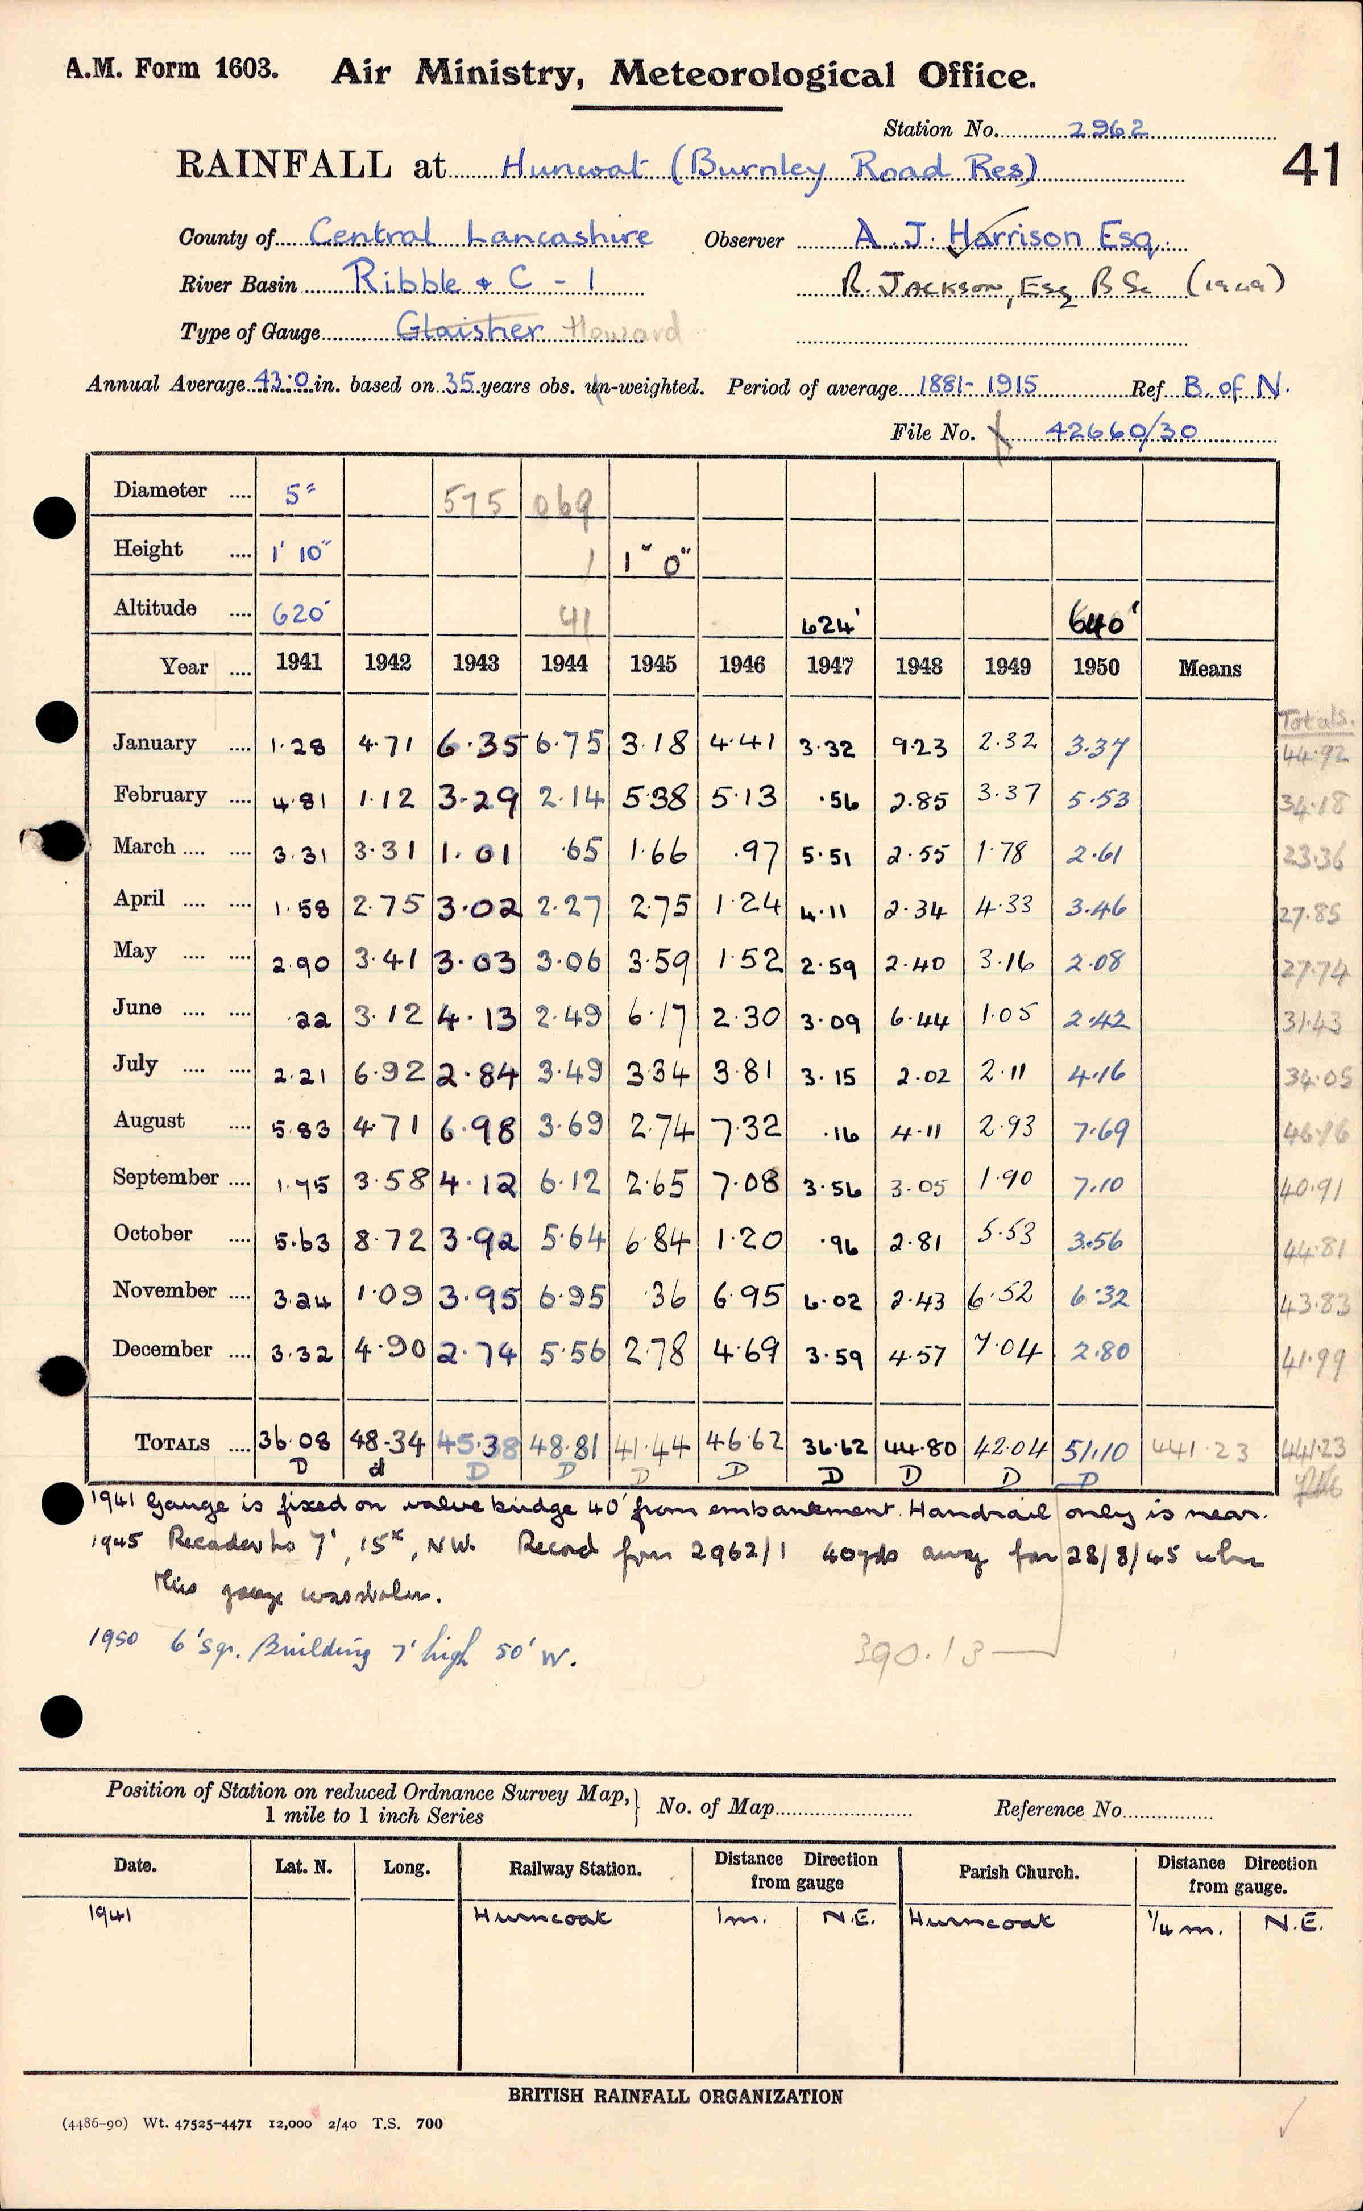 A.M. Form 1603. Air Ministry, Meteorological Office.
Station No. 2962
RAINFALL at Huncoat (Burnley Road Res) 41
County of Central Lancashire Observer A. J. Harrison Esq.
River Basin Ribble & C - 1 R. JACKSON, Esq B Sc (1949)
Type of Gauge Glaisher Howard
Annual Average 43.0 in. based on 35 years obs. un-weighted. Period of average 1881-1915 Ref B. of N.
File No. 42660/30
Diameter 5" 575 069
Height 1' 10" 1 1" 0"
Altitude 620' 41 624' 640'
Year 1941 1942 1943 1944 1945 1946 1947 1948 1949 1950 Means
Totals.
January 1.28 4.71 6.35 6.75 3.18 4.41 3.32 9.23 2.32 3.37 44.92
February 4.81 1.12 3.29 2.14 5.38 5.13 .56 2.85 3.37 5.53 34.18
March 3.31 3.31 1.01 .65 1.66 .97 5.51 2.55 1.78 2.61 23.36
April 1.58 2.75 3.02 2.27 2.75 1.24 4.11 2.34 4.33 3.46 27.85
May 2.90 3.41 3.03 3.06 3.59 1.52 2.59 2.40 3.16 2.08 27.74
June .22 3.12 4.13 2.49 6.17 2.30 3.09 6.44 1.05 2.42 31.43
July 2.21 6.92 2.84 3.49 3.34 3.81 3.15 2.02 2.11 4.16 34.05
August 5.83 4.71 6.98 3.69 2.74 7.32 .16 4.11 2.93 7.69 46.16
September 1.75 3.58 4.12 6.12 2.65 7.08 3.56 3.05 1.90 7.10 40.91
October 5.63 8.72 3.92 5.64 6.84 1.20 .96 2.81 5.53 3.56 44.81
November 3.24 1.09 3.95 6.95 .36 6.95 6.02 2.43 6.52 6.32 43.83
December 3.32 4.90 2.74 5.56 2.78 4.69 3.59 4.57 7.04 2.80 41.99
TOTALS 36.08 48.34 45.38 48.81 41.44 46.62 36.62 44.80 42.04 51.10 441.23 441.23
D d D D D D D D D D
1941 Gauge is fixed on valve bridge 40' from embankment. Handrail only is near.
1945 Recorder ho 7', 15", NW. Record from 2962/1 40yds away for 28/8/45 when
this gauge was stolen.
1950 6' sqr. Building 7' high 50' W.
390.13
Position of Station on reduced Ordnance Survey Map, No. of Map Reference No.
1 mile to 1 inch Series
Date. Lat. N. Long. Railway Station. Distance Direction from gauge Parish Church. Distance Direction from gauge.
1941 Huncoat 1m. N.E. Huncoat 1/4 m. N.E.
BRITISH RAINFALL ORGANIZATION
(4486-90) Wt. 47525-4471 12,000 2/40 T.S. 700